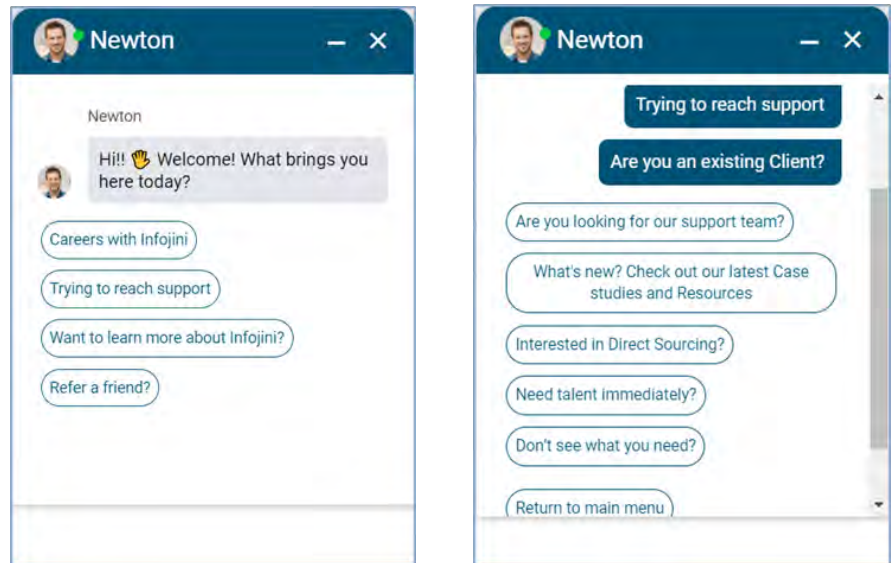 Newton
Newton
Hi!! 🖐 Welcome! What brings you
here today?
Careers with Infojini
Trying to reach support
Want to learn more about Infojini?
Refer a friend?
Newton
Trying to reach support
Are you an existing Client?
Are you looking for our support team?
What's new? Check out our latest Case
studies and Resources
Interested in Direct Sourcing?
Need talent immediately?
Don't see what you need?
Return to main menu